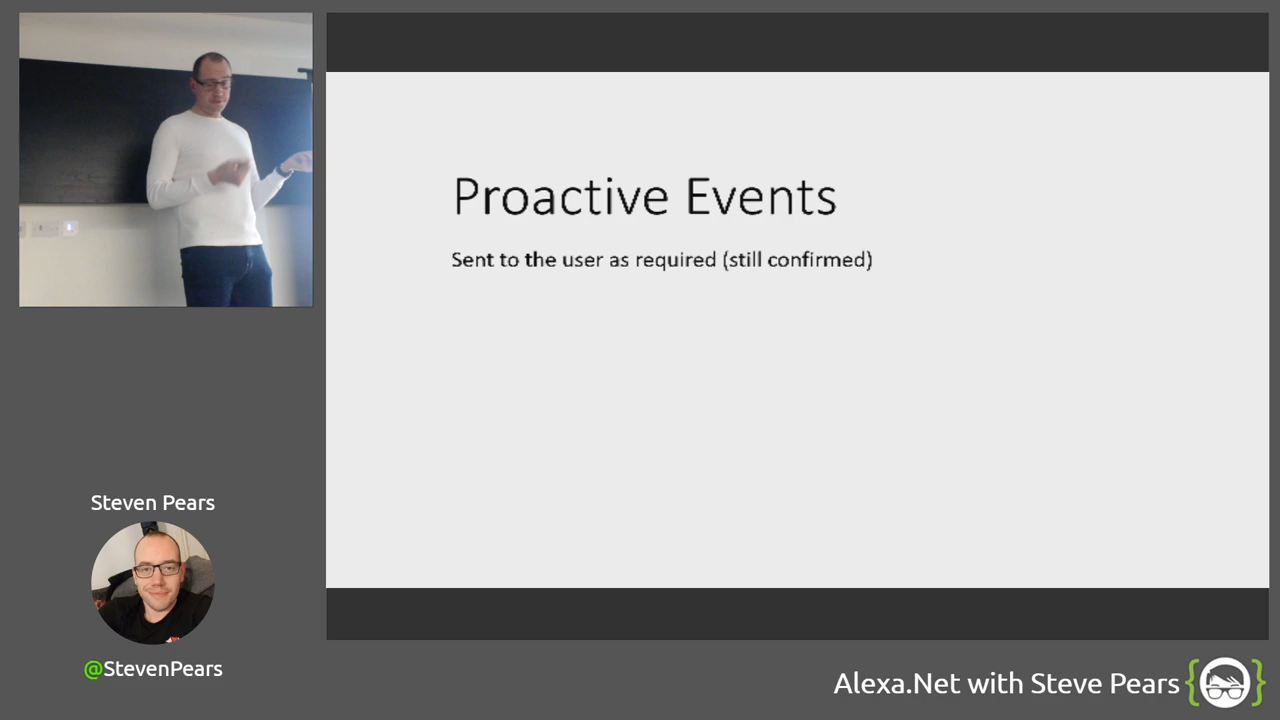 Proactive Events
Sent to the user as required (still confirmed)
Steven Pears
@StevenPears
Alexa.Net with Steve Pears